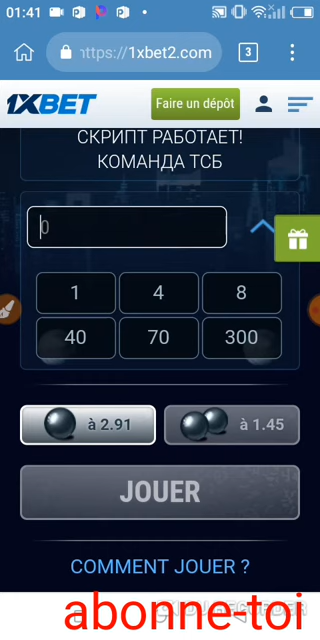 01:41
https://1xbet2.com
3
1XBET
Faire un dépôt
СКРИПТ РАБОТАЕТ!
КОМАНДА ТСБ
0
1 4 8
40 70 300
à 2.91 à 1.45
JOUER
COMMENT JOUER ?
abonne-toi